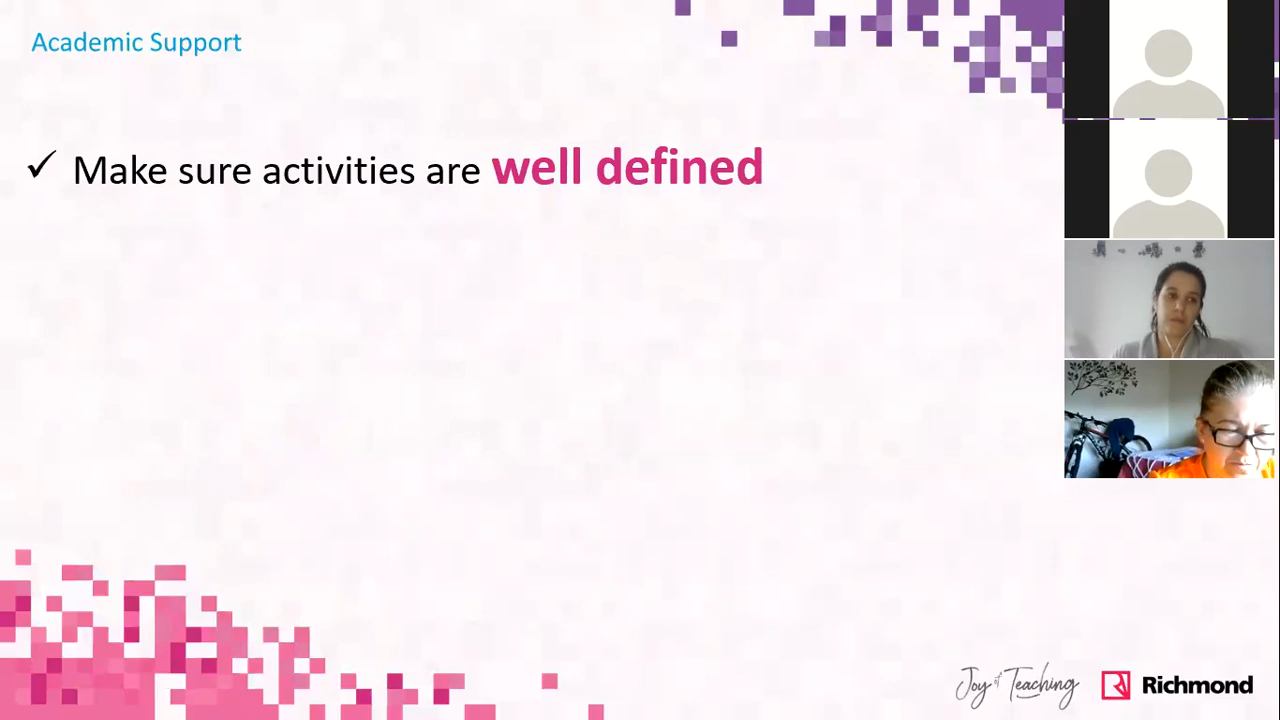 Academic Support
✓ Make sure activities are well defined
Joy of Teaching
Richmond